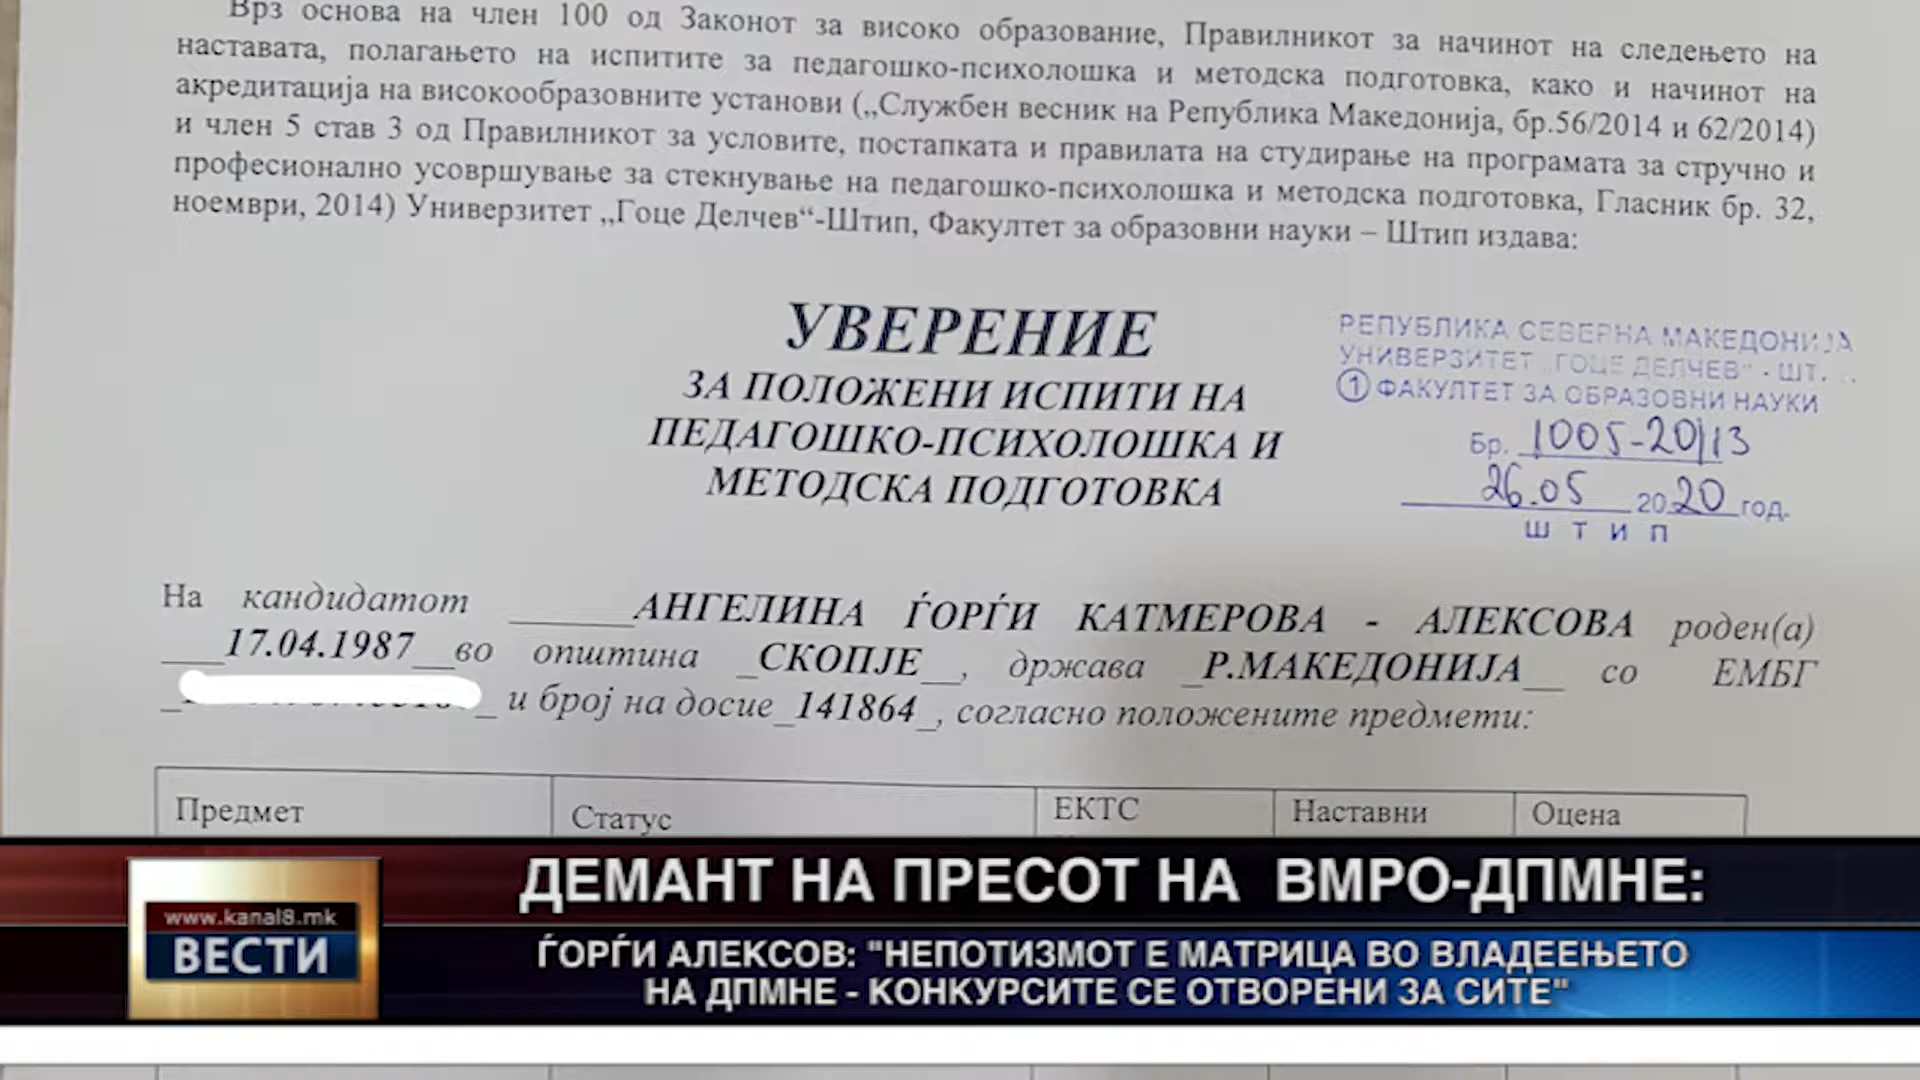 Врз основа на член 100 од Законот за високо образование, Правилникот за начинот на следењето на
наставата, полагањето на испитите за педагошко-психолошка и методска подготовка, како и начинот на
акредитација на високообразовните установи („Службен весник на Република Македонија, бр.56/2014 и 62/2014)
и член 5 став 3 од Правилникот за условите, постапката и правилата на студирање на програмата за стручно и
професионално усовршување за стекнување на педагошко-психолошка и методска подготовка, Гласник бр. 32,
ноември, 2014) Универзитет „Гоце Делчев“-Штип, Факултет за образовни науки – Штип издава:
УВЕРЕНИЕ
ЗА ПОЛОЖЕНИ ИСПИТИ НА
ПЕДАГОШКО-ПСИХОЛОШКА И
МЕТОДСКА ПОДГОТОВКА
РЕПУБЛИКА СЕВЕРНА МАКЕДОНИЈА
УНИВЕРЗИТЕТ „ГОЦЕ ДЕЛЧЕВ“ - ШТ
1 ФАКУЛТЕТ ЗА ОБРАЗОВНИ НАУКИ
Бр. 1005-20/13
26.05 2020 год.
ШТИП
На кандидатот ______АНГЕЛИНА ЃОРЃИ КАТМЕРОВА - АЛЕКСОВА роден(а)
___17.04.1987__во општина _СКОПЈЕ__, држава _Р.МАКЕДОНИЈА__ со ЕМБГ
_ и број на досие_141864_, согласно положените предмети:
Предмет Статус ЕКТС Наставни Оцена
ДЕМАНТ НА ПРЕСОТ НА ВМРО-ДПМНЕ:
www.kanal8.mk
ВЕСТИ
ЃОРЃИ АЛЕКСОВ: "НЕПОТИЗМОТ Е МАТРИЦА ВО ВЛАДЕЕЊЕТО
НА ДПМНЕ - КОНКУРСИТЕ СЕ ОТВОРЕНИ ЗА СИТЕ"